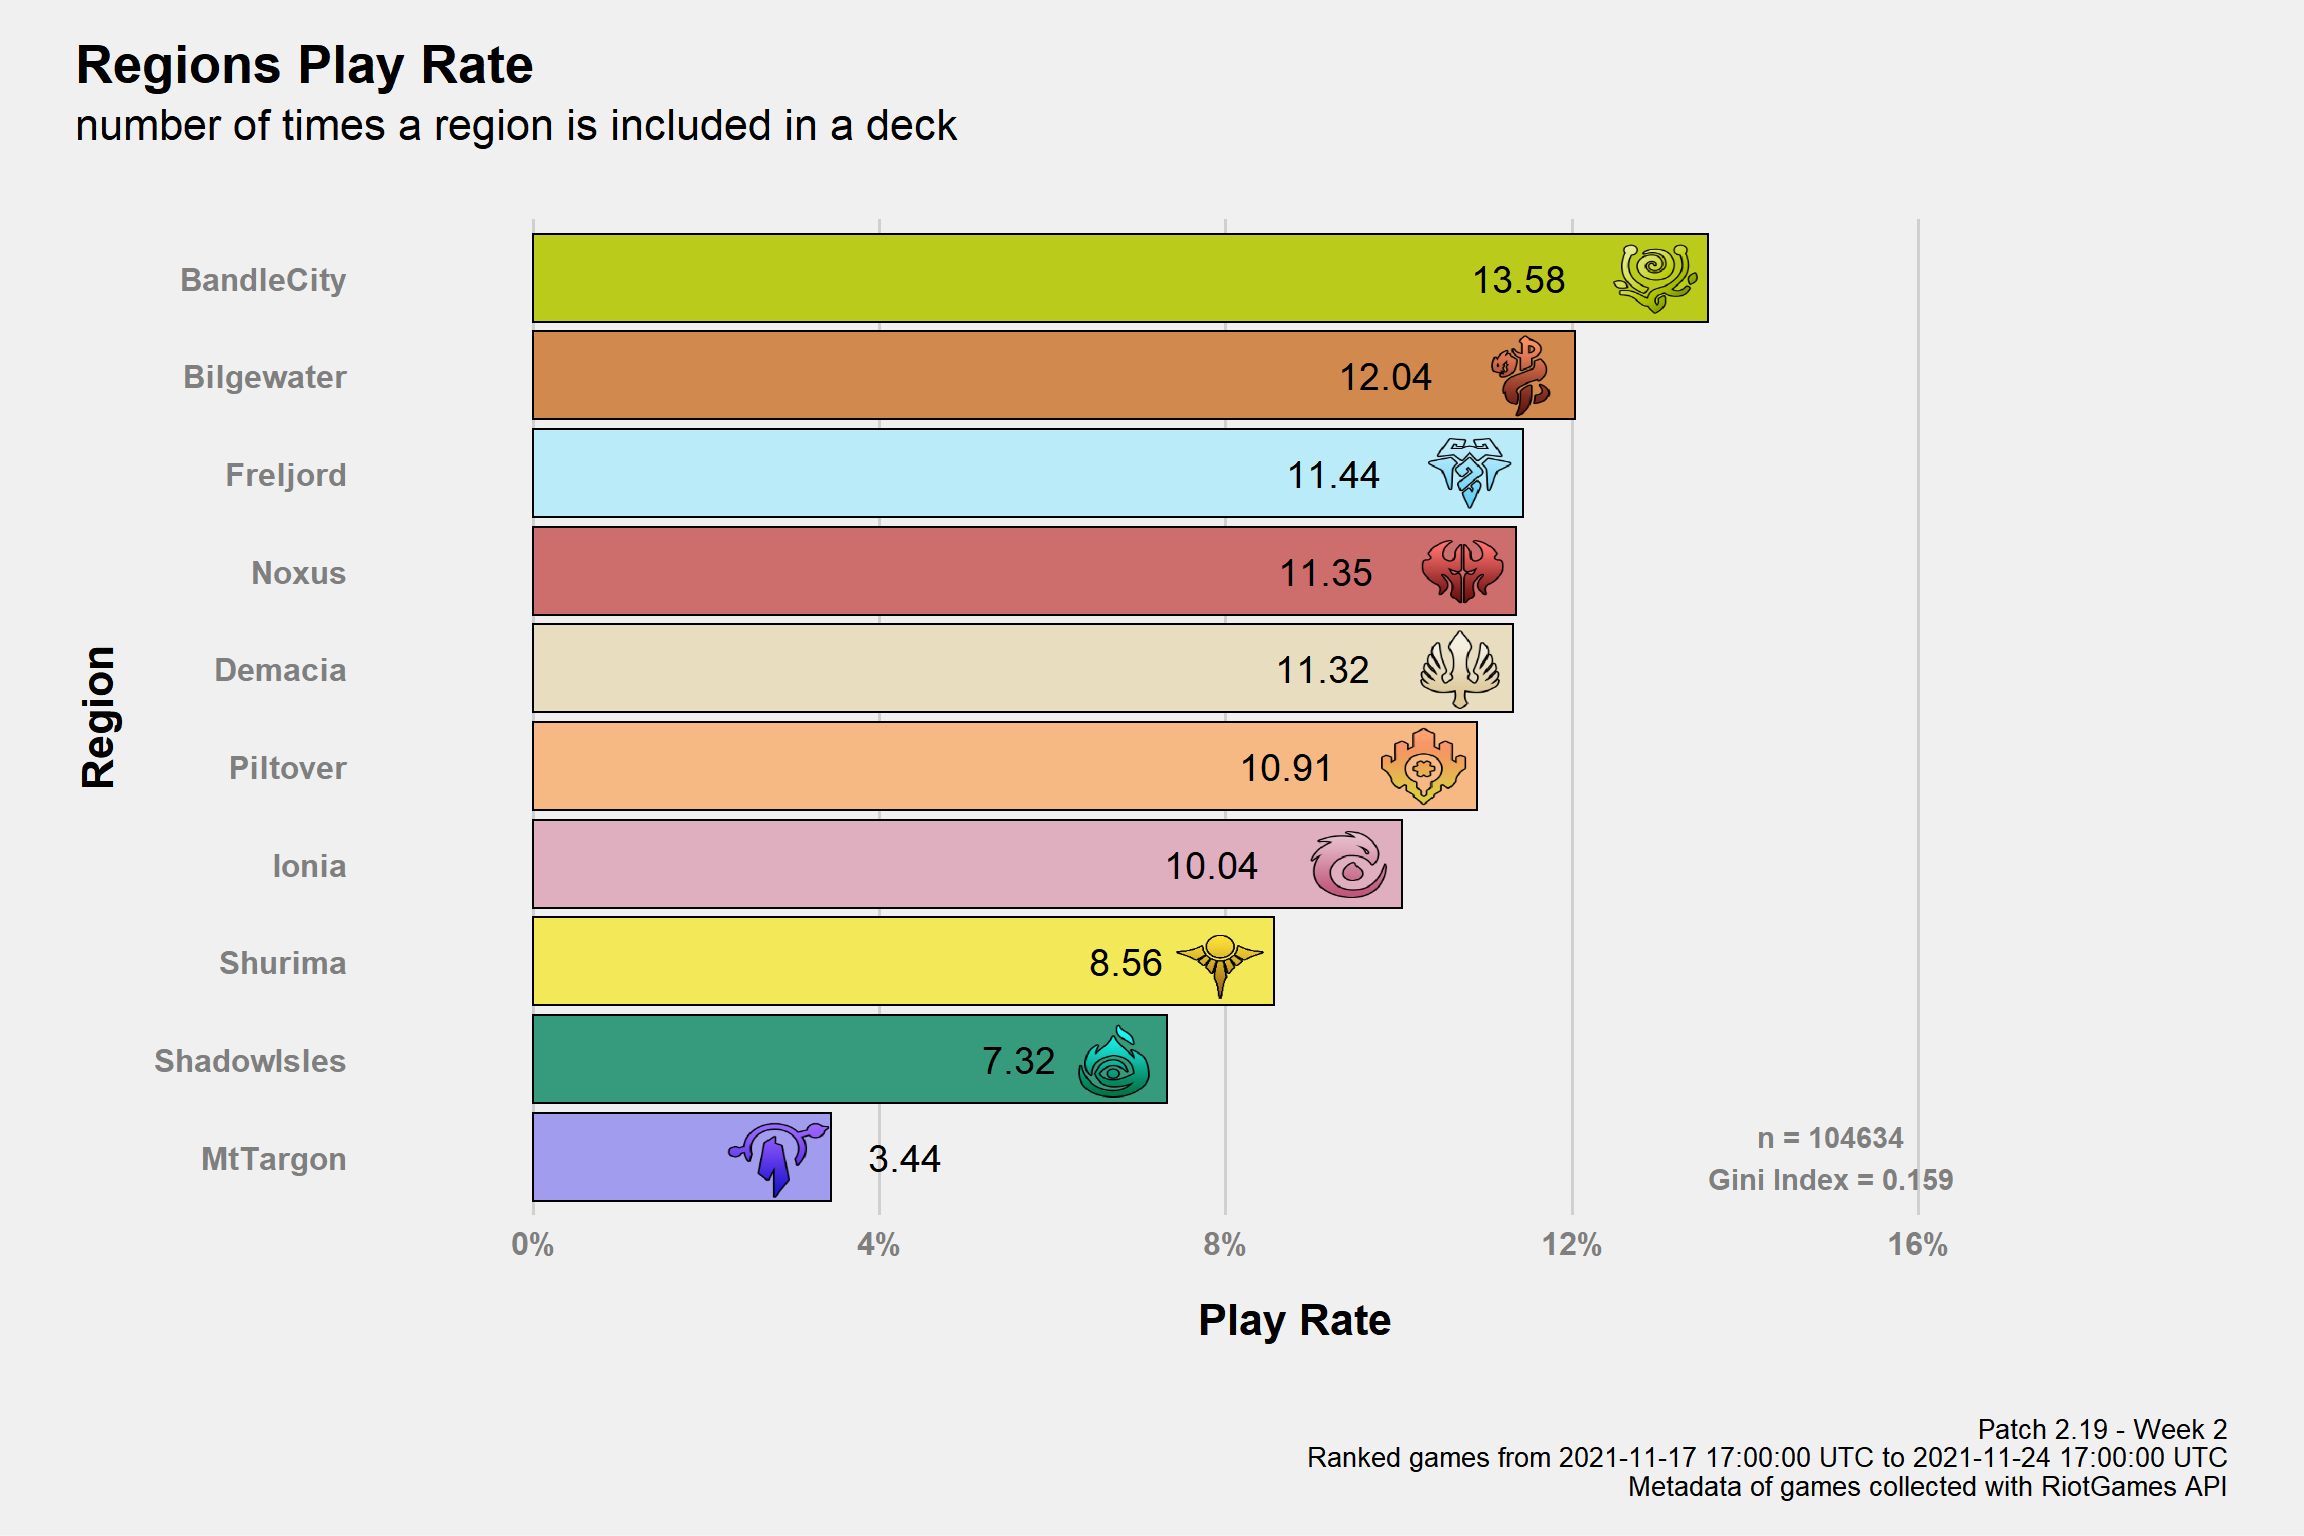 Regions Play Rate
number of times a region is included in a deck
Region
BandleCity
13.58
Bilgewater
12.04
Freljord
11.44
Noxus
11.35
Demacia
11.32
Piltover
10.91
Ionia
10.04
Shurima
8.56
ShadowIsles
7.32
MtTargon
3.44
n = 104634
Gini Index = 0.159
0% 4% 8% 12% 16%
Play Rate
Patch 2.19 - Week 2
Ranked games from 2021-11-17 17:00:00 UTC to 2021-11-24 17:00:00 UTC
Metadata of games collected with RiotGames API